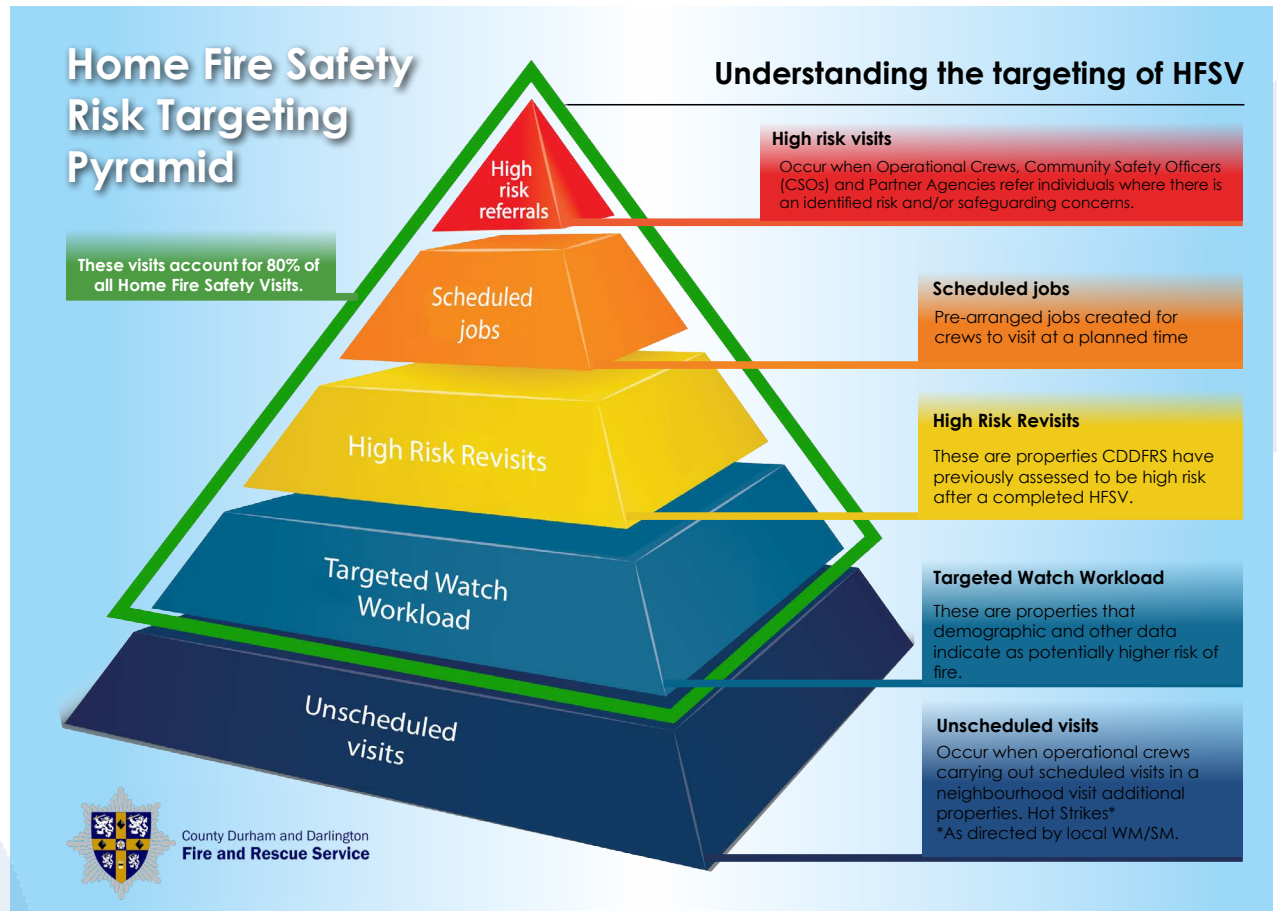 Home Fire Safety
Risk Targeting
Pyramid
Understanding the targeting of HFSV
These visits account for 80% of
all Home Fire Safety Visits.
High
risk
referrals
High risk visits
Occur when Operational Crews, Community Safety Officers
(CSOs) and Partner Agencies refer individuals where there is
an identified risk and/or safeguarding concerns.
Scheduled
jobs
Scheduled jobs
Pre-arranged jobs created for
crews to visit at a planned time
High Risk Revisits
High Risk Revisits
These are properties CDDFRS have
previously assessed to be high risk
after a completed HFSV.
Targeted Watch
Workload
Targeted Watch Workload
These are properties that
demographic and other data
indicate as potentially higher risk of
fire.
Unscheduled
visits
Unscheduled visits
Occur when operational crews
carrying out scheduled visits in a
neighbourhood visit additional
properties. Hot Strikes*
*As directed by local WM/SM.
County Durham and Darlington
Fire and Rescue Service